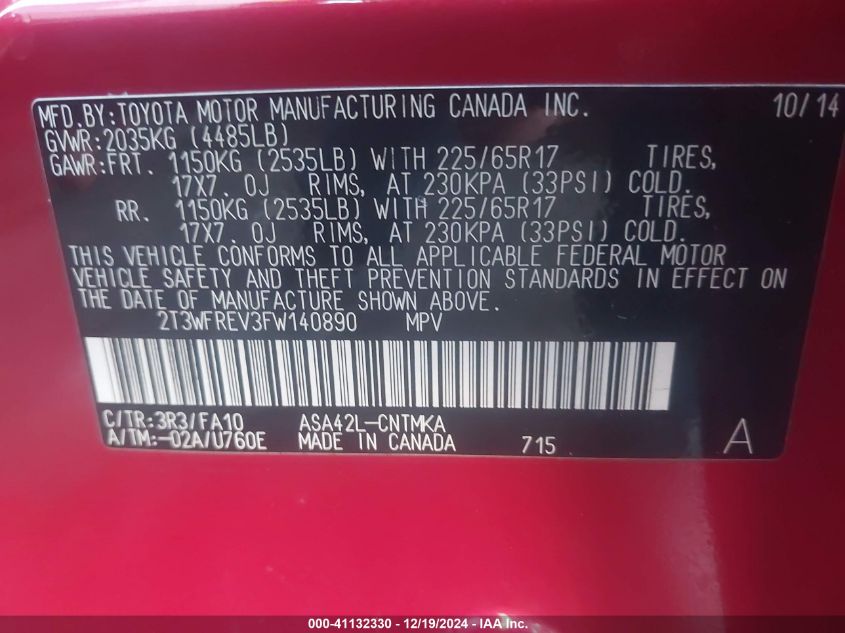 MFD.BY:TOYOTA MOTOR MANUFACTURING CANADA INC. 10/14
GVWR:2035KG (4485LB)
GAWR:FRT. 1150KG (2535LB) WITH 225/65R17 TIRES,
17X7. 0J RIMS, AT 230KPA (33PSI) COLD.
RR. 1150KG (2535LB) WITH 225/65R17 TIRES,
17X7. 0J RIMS, AT 230KPA (33PSI) COLD.
THIS VEHICLE CONFORMS TO ALL APPLICABLE FEDERAL MOTOR
VEHICLE SAFETY AND THEFT PREVENTION STANDARDS IN EFFECT ON
THE DATE OF MANUFACTURE SHOWN ABOVE.
2T3WFREV3FW140890 MPV
C/TR:3R3/FA10 ASA42L-CNTMKA
A/TM:-02A/U760E MADE IN CANADA 715 A
000-41132330 - 12/19/2024 - IAA Inc.